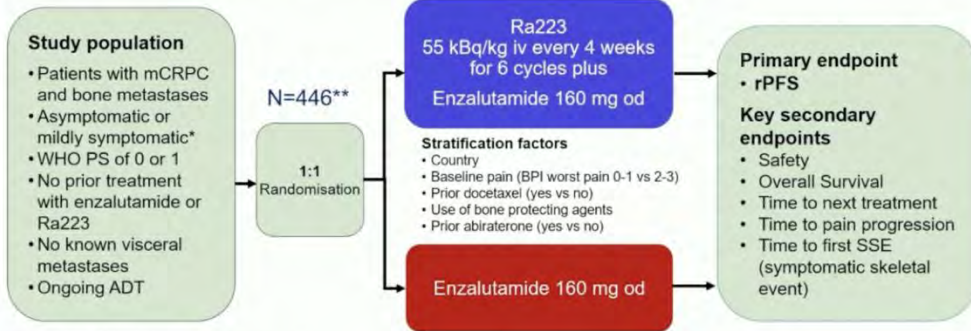 Study population
• Patients with mCRPC
and bone metastases
• Asymptomatic or
mildly symptomatic*
• WHO PS of 0 or 1
• No prior treatment
with enzalutamide or
Ra223
• No known visceral
metastases
• Ongoing ADT
N=446**
1:1
Randomisation
Ra223
55 kBq/kg iv every 4 weeks
for 6 cycles plus
Enzalutamide 160 mg od
Stratification factors
• Country
• Baseline pain (BPI worst pain 0-1 vs 2-3)
• Prior docetaxel (yes vs no)
• Use of bone protecting agents
• Prior abiraterone (yes vs no)
Enzalutamide 160 mg od
Primary endpoint
• rPFS
Key secondary
endpoints
• Safety
• Overall Survival
• Time to next treatment
• Time to pain progression
• Time to first SSE
(symptomatic skeletal
event)